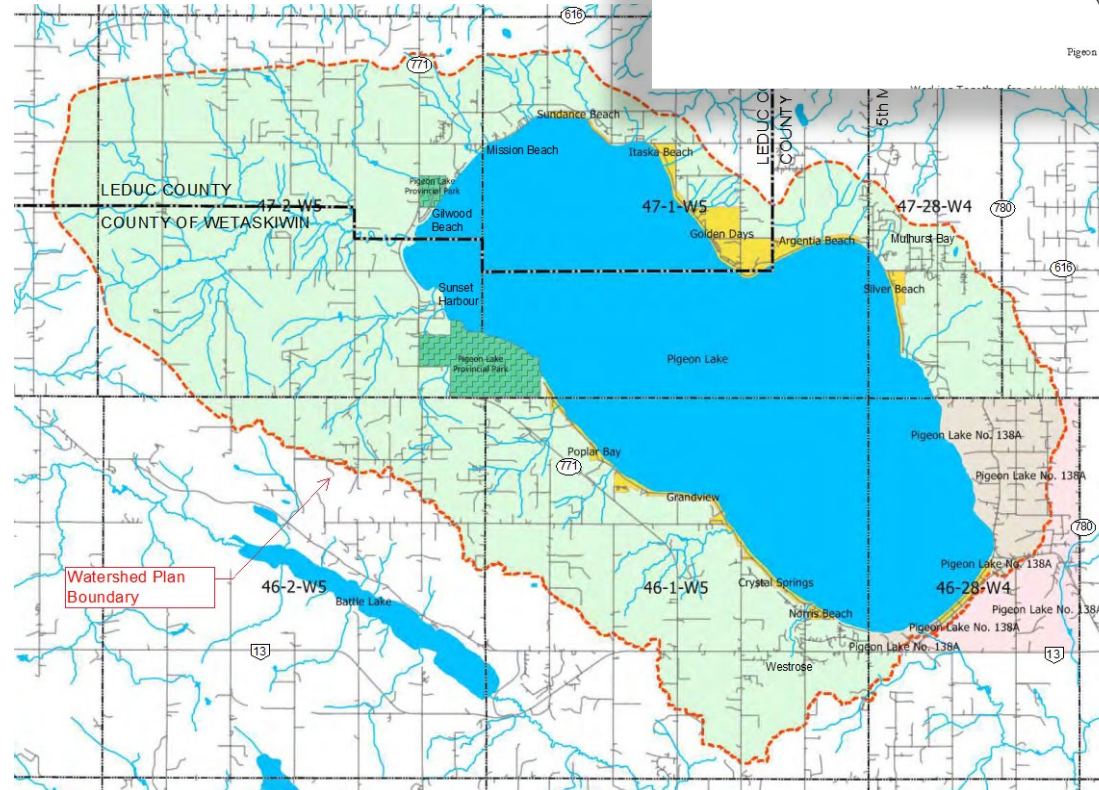 616
Pigeon
771
LEDUC C
COUNTY
5th M
Sundance Beach
Mission Beach
Itaska Beach
Pigeon Lake
Provincial Park
LEDUC COUNTY
COUNTY OF WETASKIWIN
47-2-W5
47-1-W5
47-28-W4
780
Gilwood
Beach
Golden Days
Argentia Beach
Mulhurst Bay
616
Sunset
Harbour
Silver Beach
Pigeon Lake
Provincial Park
Pigeon Lake
Pigeon Lake No. 138A
Poplar Bay
771
Pigeon Lake No. 138A
Grandview
780
Watershed Plan
Boundary
46-2-W5
Battle Lake
46-1-W5
Crystal Springs
Pigeon Lake No. 138A
46-28-W4
Norris Beach
Pigeon Lake No. 138A
Pigeon Lake No. 138A
Pigeon Lake No. 138A
13
Westrose
13